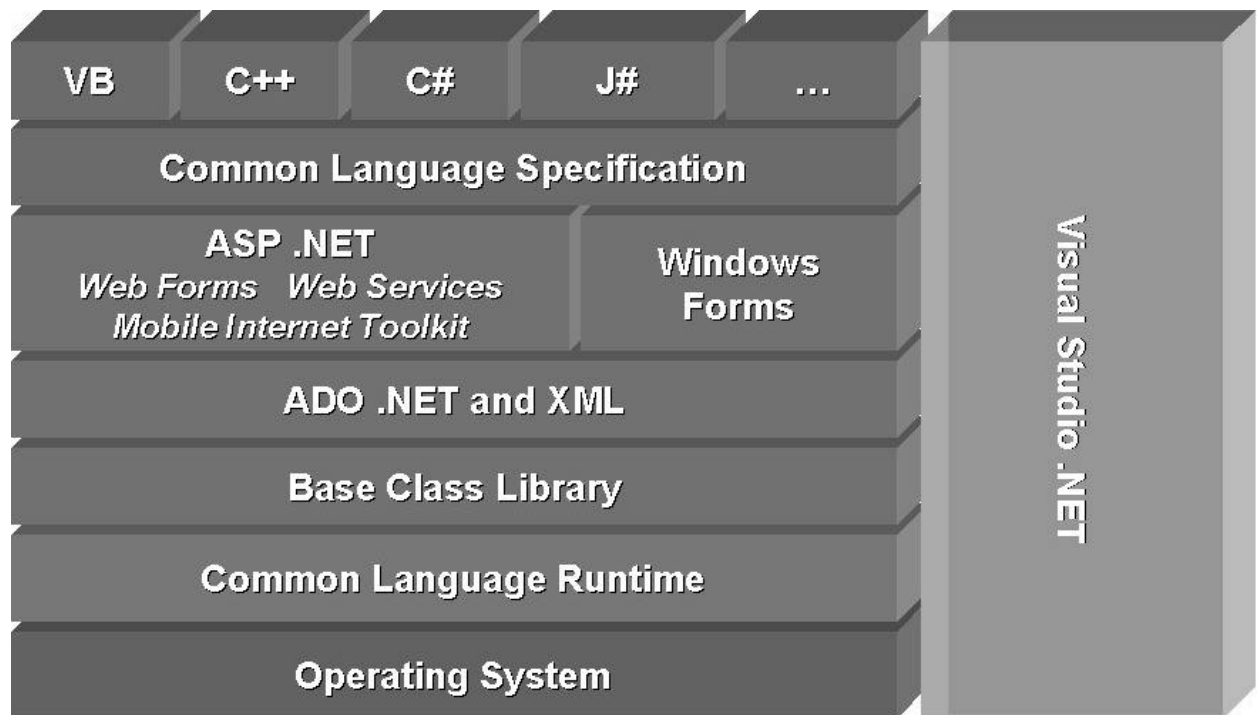 VB C++ C# J# ...
Common Language Specification
ASP .NET
Web Forms Web Services
Mobile Internet Toolkit
Windows
Forms
ADO .NET and XML
Base Class Library
Common Language Runtime
Operating System
Visual Studio .NET